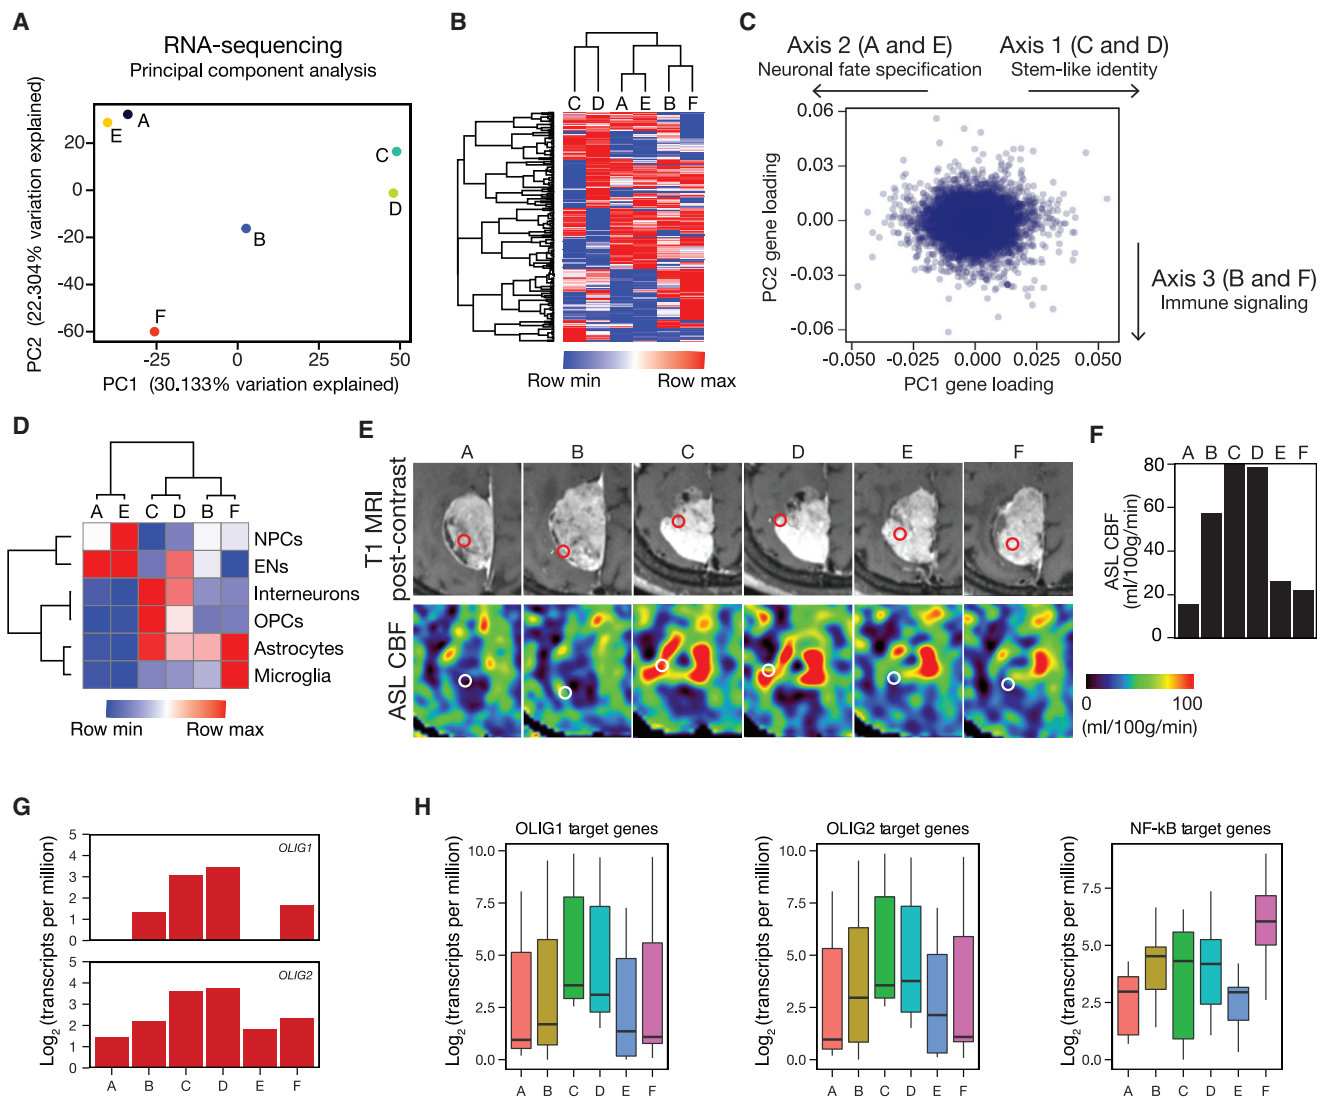 A
RNA-sequencing
Principal component analysis
PC2 (22.304% variation explained)
20
0
-20
-40
-60
E
A
C
D
B
F
-25
0
25
50
PC1 (30.133% variation explained)
B
C D A E B F
Row min
Row max
C
Axis 2 (A and E)
Neuronal fate specification
Axis 1 (C and D)
Stem-like identity
PC2 gene loading
0.06
0.03
0.00
-0.03
-0.06
-0.050
-0.025
0.000
0.025
0.050
PC1 gene loading
Axis 3 (B and F)
Immune signaling
D
A E C D B F
NPCs
ENs
Interneurons
OPCs
Astrocytes
Microglia
Row min
Row max
E
A B C D E F
T1 MRI
post-contrast
ASL CBF
0
100
(ml/100g/min)
F
A B C D E F
ASL CBF
(ml/100g/min)
80
60
40
20
0
G
Log2 (transcripts per million)
5
4
3
2
1
0
OLIG1
5
4
3
2
1
0
OLIG2
A B C D E F
H
Log2 (transcripts per million)
OLIG1 target genes
10.0
7.5
5.0
2.5
0.0
A B C D E F
Log2 (transcripts per million)
OLIG2 target genes
10.0
7.5
5.0
2.5
0.0
A B C D E F
Log2 (transcripts per million)
NF-kB target genes
10.0
7.5
5.0
2.5
0.0
A B C D E F